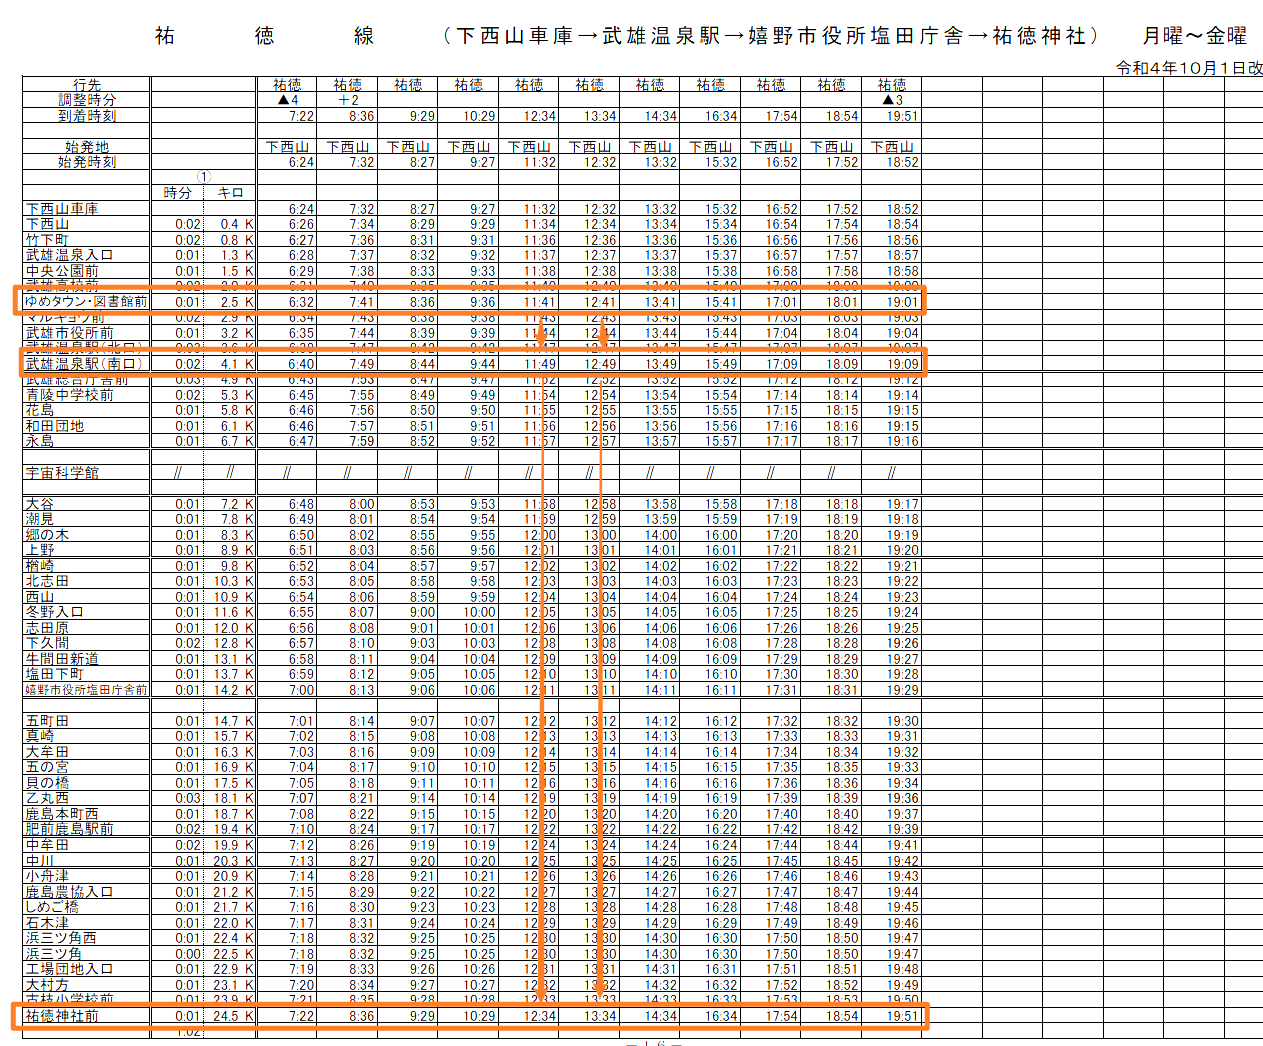 祐徳線 （下西山車庫→武雄温泉駅→嬉野市役所塩田庁舎→祐徳神社） 月曜～金曜
令和4年10月1日改
行先 祐徳 祐徳 祐徳 祐徳 祐徳 祐徳 祐徳 祐徳 祐徳 祐徳 祐徳
調整時分 ▲4 +2 ▲3
到着時刻 7:22 8:36 9:29 10:29 12:34 13:34 14:34 16:34 17:54 18:54 19:51
始発地 下西山 下西山 下西山 下西山 下西山 下西山 下西山 下西山 下西山 下西山 下西山
始発時刻 6:24 7:32 8:27 9:27 11:32 12:32 13:32 15:32 16:52 17:52 18:52
①
時分 キロ
下西山車庫 6:24 7:32 8:27 9:27 11:32 12:32 13:32 15:32 16:52 17:52 18:52
下西山 0:02 0.4 K 6:26 7:34 8:29 9:29 11:34 12:34 13:34 15:34 16:54 17:54 18:54
竹下町 0:02 0.8 K 6:27 7:36 8:31 9:31 11:36 12:36 13:36 15:36 16:56 17:56 18:56
武雄温泉入口 0:01 1.3 K 6:28 7:37 8:32 9:32 11:37 12:37 13:37 15:37 16:57 17:57 18:57
中央公園前 0:01 1.5 K 6:29 7:38 8:33 9:33 11:38 12:38 13:38 15:38 16:58 17:58 18:58
武雄高校前
ゆめタウン・図書館前 0:01 2.5 K 6:32 7:41 8:36 9:36 11:41 12:41 13:41 15:41 17:01 18:01 19:01
マルキョウ前 0:02 2.9 K 6:34 7:43 8:38 9:38 11:43 12:43 13:43 15:43 17:03 18:03 19:03
武雄市役所前 0:01 3.2 K 6:35 7:44 8:39 9:39 11:44 12:44 13:44 15:44 17:04 18:04 19:04
武雄温泉駅（北口）
武雄温泉駅（南口） 0:02 4.1 K 6:40 7:49 8:44 9:44 11:49 12:49 13:49 15:49 17:09 18:09 19:09
武雄総合庁舎前 0:03 4.9 K 6:43 7:53 8:47 9:47 11:52 12:52 13:52 15:52 17:12 18:12 19:12
青陵中学校前 0:02 5.3 K 6:45 7:55 8:49 9:49 11:54 12:54 13:54 15:54 17:14 18:14 19:14
花島 0:01 5.8 K 6:46 7:56 8:50 9:50 11:55 12:55 13:55 15:55 17:15 18:15 19:15
和田団地 0:01 6.1 K 6:46 7:57 8:51 9:51 11:56 12:56 13:56 15:56 17:16 18:16 19:15
永島 0:01 6.7 K 6:47 7:59 8:52 9:52 11:57 12:57 13:57 15:57 17:17 18:17 19:16
宇宙科学館 // // // // // // // // // // // // //
大谷 0:01 7.2 K 6:48 8:00 8:53 9:53 11:58 12:58 13:58 15:58 17:18 18:18 19:17
潮見 0:01 7.8 K 6:49 8:01 8:54 9:54 11:59 12:59 13:59 15:59 17:19 18:19 19:18
郷の木 0:01 8.3 K 6:50 8:02 8:55 9:55 12:00 13:00 14:00 16:00 17:20 18:20 19:19
上野 0:01 8.9 K 6:51 8:03 8:56 9:56 12:01 13:01 14:01 16:01 17:21 18:21 19:20
楢崎 0:01 9.8 K 6:52 8:04 8:57 9:57 12:02 13:02 14:02 16:02 17:22 18:22 19:21
北志田 0:01 10.3 K 6:53 8:05 8:58 9:58 12:03 13:03 14:03 16:03 17:23 18:23 19:22
西山 0:01 10.9 K 6:54 8:06 8:59 9:59 12:04 13:04 14:04 16:04 17:24 18:24 19:23
冬野入口 0:01 11.6 K 6:55 8:07 9:00 10:00 12:05 13:05 14:05 16:05 17:25 18:25 19:24
志田原 0:01 12.0 K 6:56 8:08 9:01 10:01 12:06 13:06 14:06 16:06 17:26 18:26 19:25
下久間 0:02 12.8 K 6:57 8:10 9:03 10:03 12:08 13:08 14:08 16:08 17:28 18:28 19:26
牛間田新道 0:01 13.1 K 6:58 8:11 9:04 10:04 12:09 13:09 14:09 16:09 17:29 18:29 19:27
塩田下町 0:01 13.7 K 6:59 8:12 9:05 10:05 12:10 13:10 14:10 16:10 17:30 18:30 19:28
嬉野市役所塩田庁舎前 0:01 14.2 K 7:00 8:13 9:06 10:06 12:11 13:11 14:11 16:11 17:31 18:31 19:29
五町田 0:01 14.7 K 7:01 8:14 9:07 10:07 12:12 13:12 14:12 16:12 17:32 18:32 19:30
真崎 0:01 15.7 K 7:02 8:15 9:08 10:08 12:13 13:13 14:13 16:13 17:33 18:33 19:31
大牟田 0:01 16.3 K 7:03 8:16 9:09 10:09 12:14 13:14 14:14 16:14 17:34 18:34 19:32
五の宮 0:01 16.9 K 7:04 8:17 9:10 10:10 12:15 13:15 14:15 16:15 17:35 18:35 19:33
貝の橋 0:01 17.5 K 7:05 8:18 9:11 10:11 12:16 13:16 14:16 16:16 17:36 18:36 19:34
乙丸西 0:03 18.1 K 7:07 8:21 9:14 10:14 12:19 13:19 14:19 16:19 17:39 18:39 19:36
鹿島本町西 0:01 18.7 K 7:08 8:22 9:15 10:15 12:20 13:20 14:20 16:20 17:40 18:40 19:37
肥前鹿島駅前 0:02 19.4 K 7:10 8:24 9:17 10:17 12:22 13:22 14:22 16:22 17:42 18:42 19:39
中牟田 0:02 19.9 K 7:12 8:26 9:19 10:19 12:24 13:24 14:24 16:24 17:44 18:44 19:41
中川 0:01 20.3 K 7:13 8:27 9:20 10:20 12:25 13:25 14:25 16:25 17:45 18:45 19:42
小舟津 0:01 20.9 K 7:14 8:28 9:21 10:21 12:26 13:26 14:26 16:26 17:46 18:46 19:43
鹿島農協入口 0:01 21.2 K 7:15 8:29 9:22 10:22 12:27 13:27 14:27 16:27 17:47 18:47 19:44
しめご橋 0:01 21.7 K 7:16 8:30 9:23 10:23 12:28 13:28 14:28 16:28 17:48 18:48 19:45
石木津 0:01 22.0 K 7:17 8:31 9:24 10:24 12:29 13:29 14:29 16:29 17:49 18:49 19:46
浜三ツ角西 0:01 22.4 K 7:18 8:32 9:25 10:25 12:30 13:30 14:30 16:30 17:50 18:50 19:47
浜三ツ角 0:00 22.5 K 7:18 8:32 9:25 10:25 12:30 13:30 14:30 16:30 17:50 18:50 19:47
工場団地入口 0:01 22.9 K 7:19 8:33 9:26 10:26 12:31 13:31 14:31 16:31 17:51 18:51 19:48
大村方 0:01 23.1 K 7:20 8:34 9:27 10:27 12:32 13:32 14:32 16:32 17:52 18:52 19:49
古枝小学校前 0:01 23.9 K 7:21 8:35 9:28 10:28 12:33 13:33 14:33 16:33 17:53 18:53 19:50
祐徳神社前 0:01 24.5 K 7:22 8:36 9:29 10:29 12:34 13:34 14:34 16:34 17:54 18:54 19:51
1:02
－16－